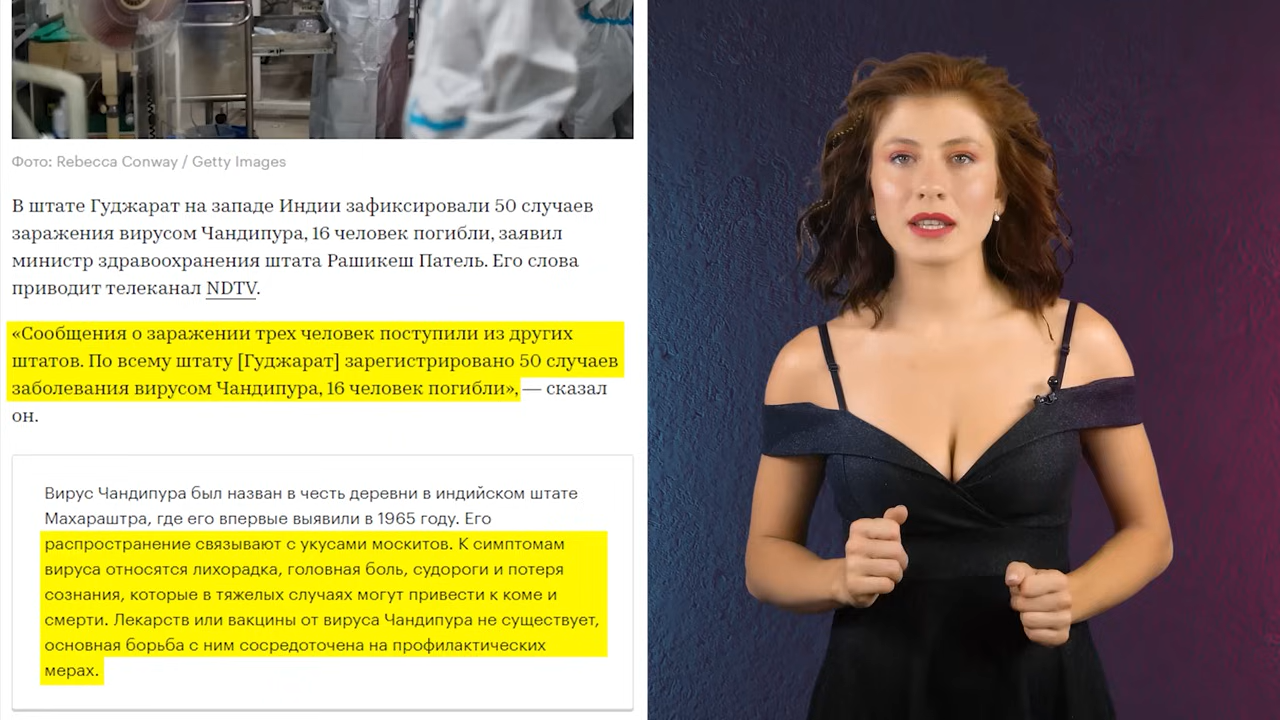 Фото: Rebecca Conway / Getty Images
В штате Гуджарат на западе Индии зафиксировали 50 случаев
заражения вирусом Чандипура, 16 человек погибли, заявил
министр здравоохранения штата Рашикеш Патель. Его слова
приводит телеканал NDTV.
«Сообщения о заражении трех человек поступили из других
штатов. По всему штату [Гуджарат] зарегистрировано 50 случаев
заболевания вирусом Чандипура, 16 человек погибли», — сказал
он.
Вирус Чандипура был назван в честь деревни в индийском штате
Махараштра, где его впервые выявили в 1965 году. Его
распространение связывают с укусами москитов. К симптомам
вируса относятся лихорадка, головная боль, судороги и потеря
сознания, которые в тяжелых случаях могут привести к коме и
смерти. Лекарств или вакцины от вируса Чандипура не существует,
основная борьба с ним сосредоточена на профилактических
мерах.